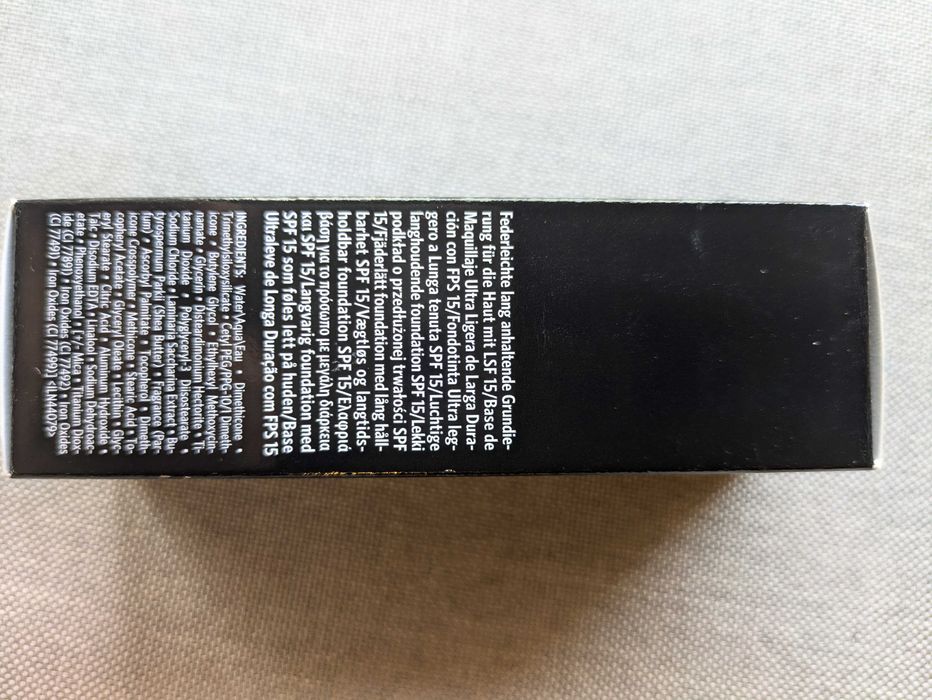 Federleichte lang anhaltende Grundie-
rung für die Haut mit LSF 15/Base de
Maquillaje Ultra Ligera de Larga Dura-
ción con FPS 15/Fondotinta Ultra leg-
gero a Lunga tenuta SPF 15/Luchtige
langhoudende foundation SPF 15/Lekki
podkład o przedłużonej trwałości SPF
15/Fjäderlätt foundation med lång håll-
barhet SPF 15/Vægtløs og langtids-
holdbar foundation SPF 15/Ελαφριά
βάση για το πρόσωπο με μεγάλη διάρκεια
και SPF 15/Langvarig foundation med
SPF 15 som føles lett på huden/Base
Ultraleve de Longa Duração com FPS 15
INGREDIENTS: Water\Aqua\Eau • Dimethicone •
Trimethylsiloxysilicate • Cetyl PEG/PPG-10/1 Dimeth-
icone • Butylene Glycol • Ethylhexyl Methoxycin-
namate • Glycerin • Disteardimonium Hectorite • Ti-
tanium Dioxide • Polyglyceryl-3 Diisostearate •
Sodium Chloride • Laminaria Saccharina Extract • Bu-
tyrospermum Parkii (Shea Butter) • Fragrance (Par-
fum) • Ascorbyl Palmitate • Tocopherol • Dimeth-
icone Crosspolymer • Methicone • Stearic Acid • To-
copheryl Acetate • Glyceryl Oleate • Lecithin • Glyc-
eryl Stearate • Citric Acid • Aluminum Hydroxide •
Talc • Disodium EDTA • Linalool • Sodium Dehydroac-
etate • Phenoxyethanol • [+/- Mica • Titanium Diox-
ide (CI 77891) • Iron Oxides (CI 77492) • Iron Oxides
(CI 77491) • Iron Oxides (CI 77499)] <ILN44079>